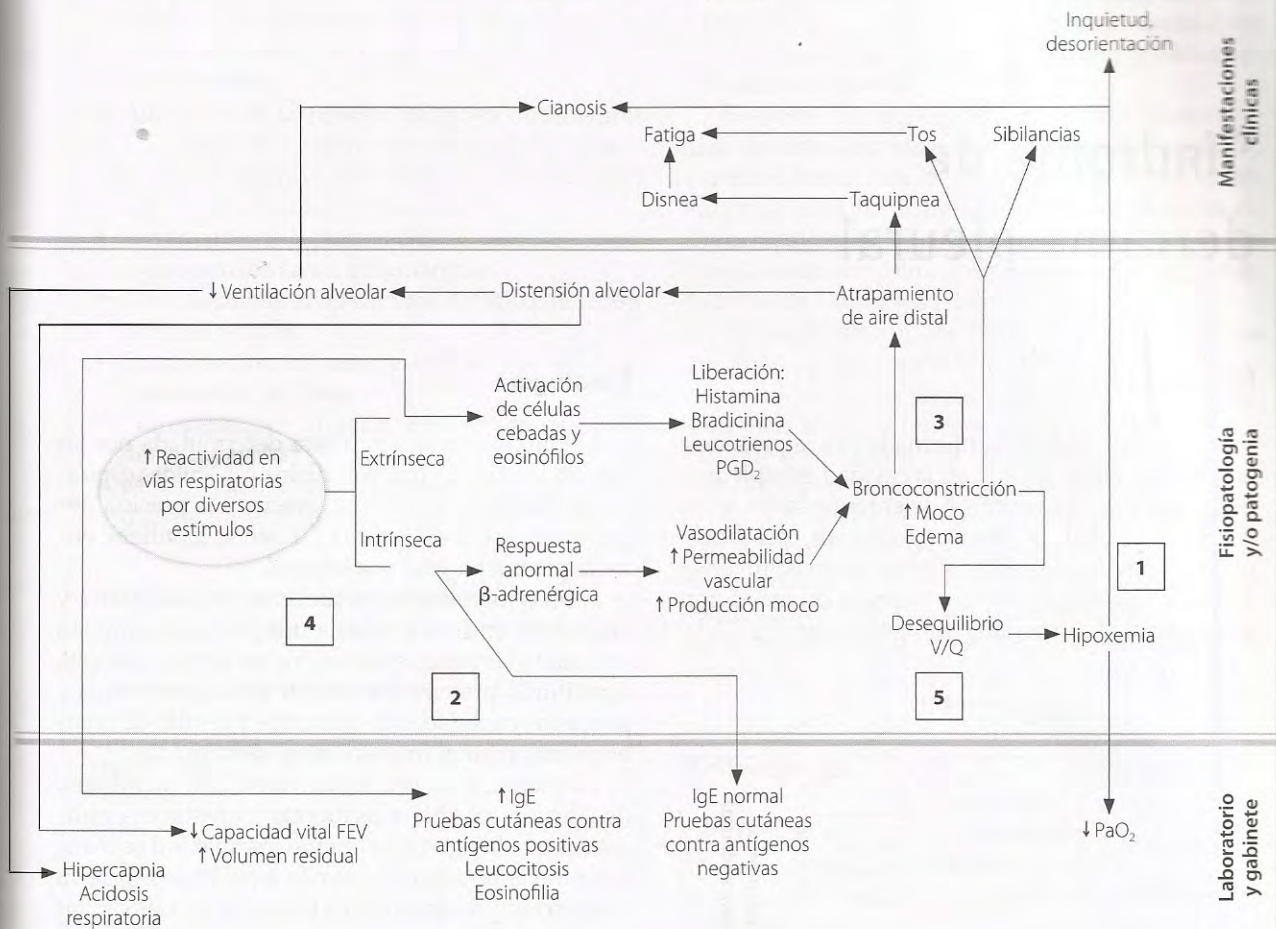 Inquietud,
desorientación
Cianosis
Fatiga
Tos
Sibilancias
Disnea
Taquipnea
Manifestaciones
clínicas
↓ Ventilación alveolar
Distensión alveolar
Atrapamiento
de aire distal
↑ Reactividad en
vías respiratorias
por diversos
estímulos
Extrínseca
Intrínseca
Activación
de células
cebadas y
eosinófilos
Liberación:
Histamina
Bradicinina
Leucotrienos
PGD₂
3
Respuesta
anormal
β-adrenérgica
Vasodilatación
↑ Permeabilidad
vascular
↑ Producción moco
Broncoconstricción
↑ Moco
Edema
1
4
Desequilibrio
V/Q
Hipoxemia
2
5
Fisiopatología
y/o patogenia
Hipercapnia
Acidosis
respiratoria
↓ Capacidad vital FEV
↑ Volumen residual
↑ IgE
Pruebas cutáneas contra
antígenos positivas
Leucocitosis
Eosinofilia
IgE normal
Pruebas cutáneas
contra antígenos
negativas
↓ PaO₂
Laboratorio
y gabinete